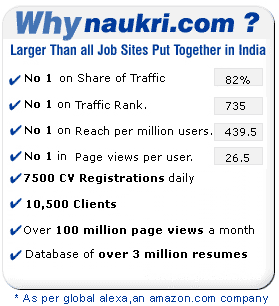 Why naukri.com ?
Larger Than all Job Sites Put Together in India
No 1 on Share of Traffic 82%
No 1 on Traffic Rank. 735
No 1 on Reach per million users. 439.5
No 1 in Page views per user. 26.5
7500 CV Registrations daily
10,500 Clients
Over 100 million page views a month
Database of over 3 million resumes
* As per global alexa,an amazon.com company